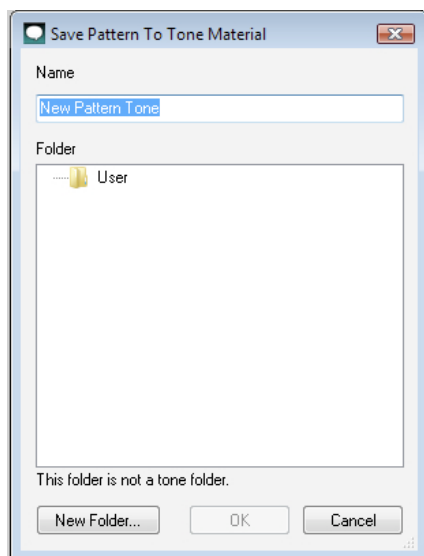 Save Pattern To Tone Material
Name
New Pattern Tone
Folder
User
This folder is not a tone folder.
New Folder... OK Cancel